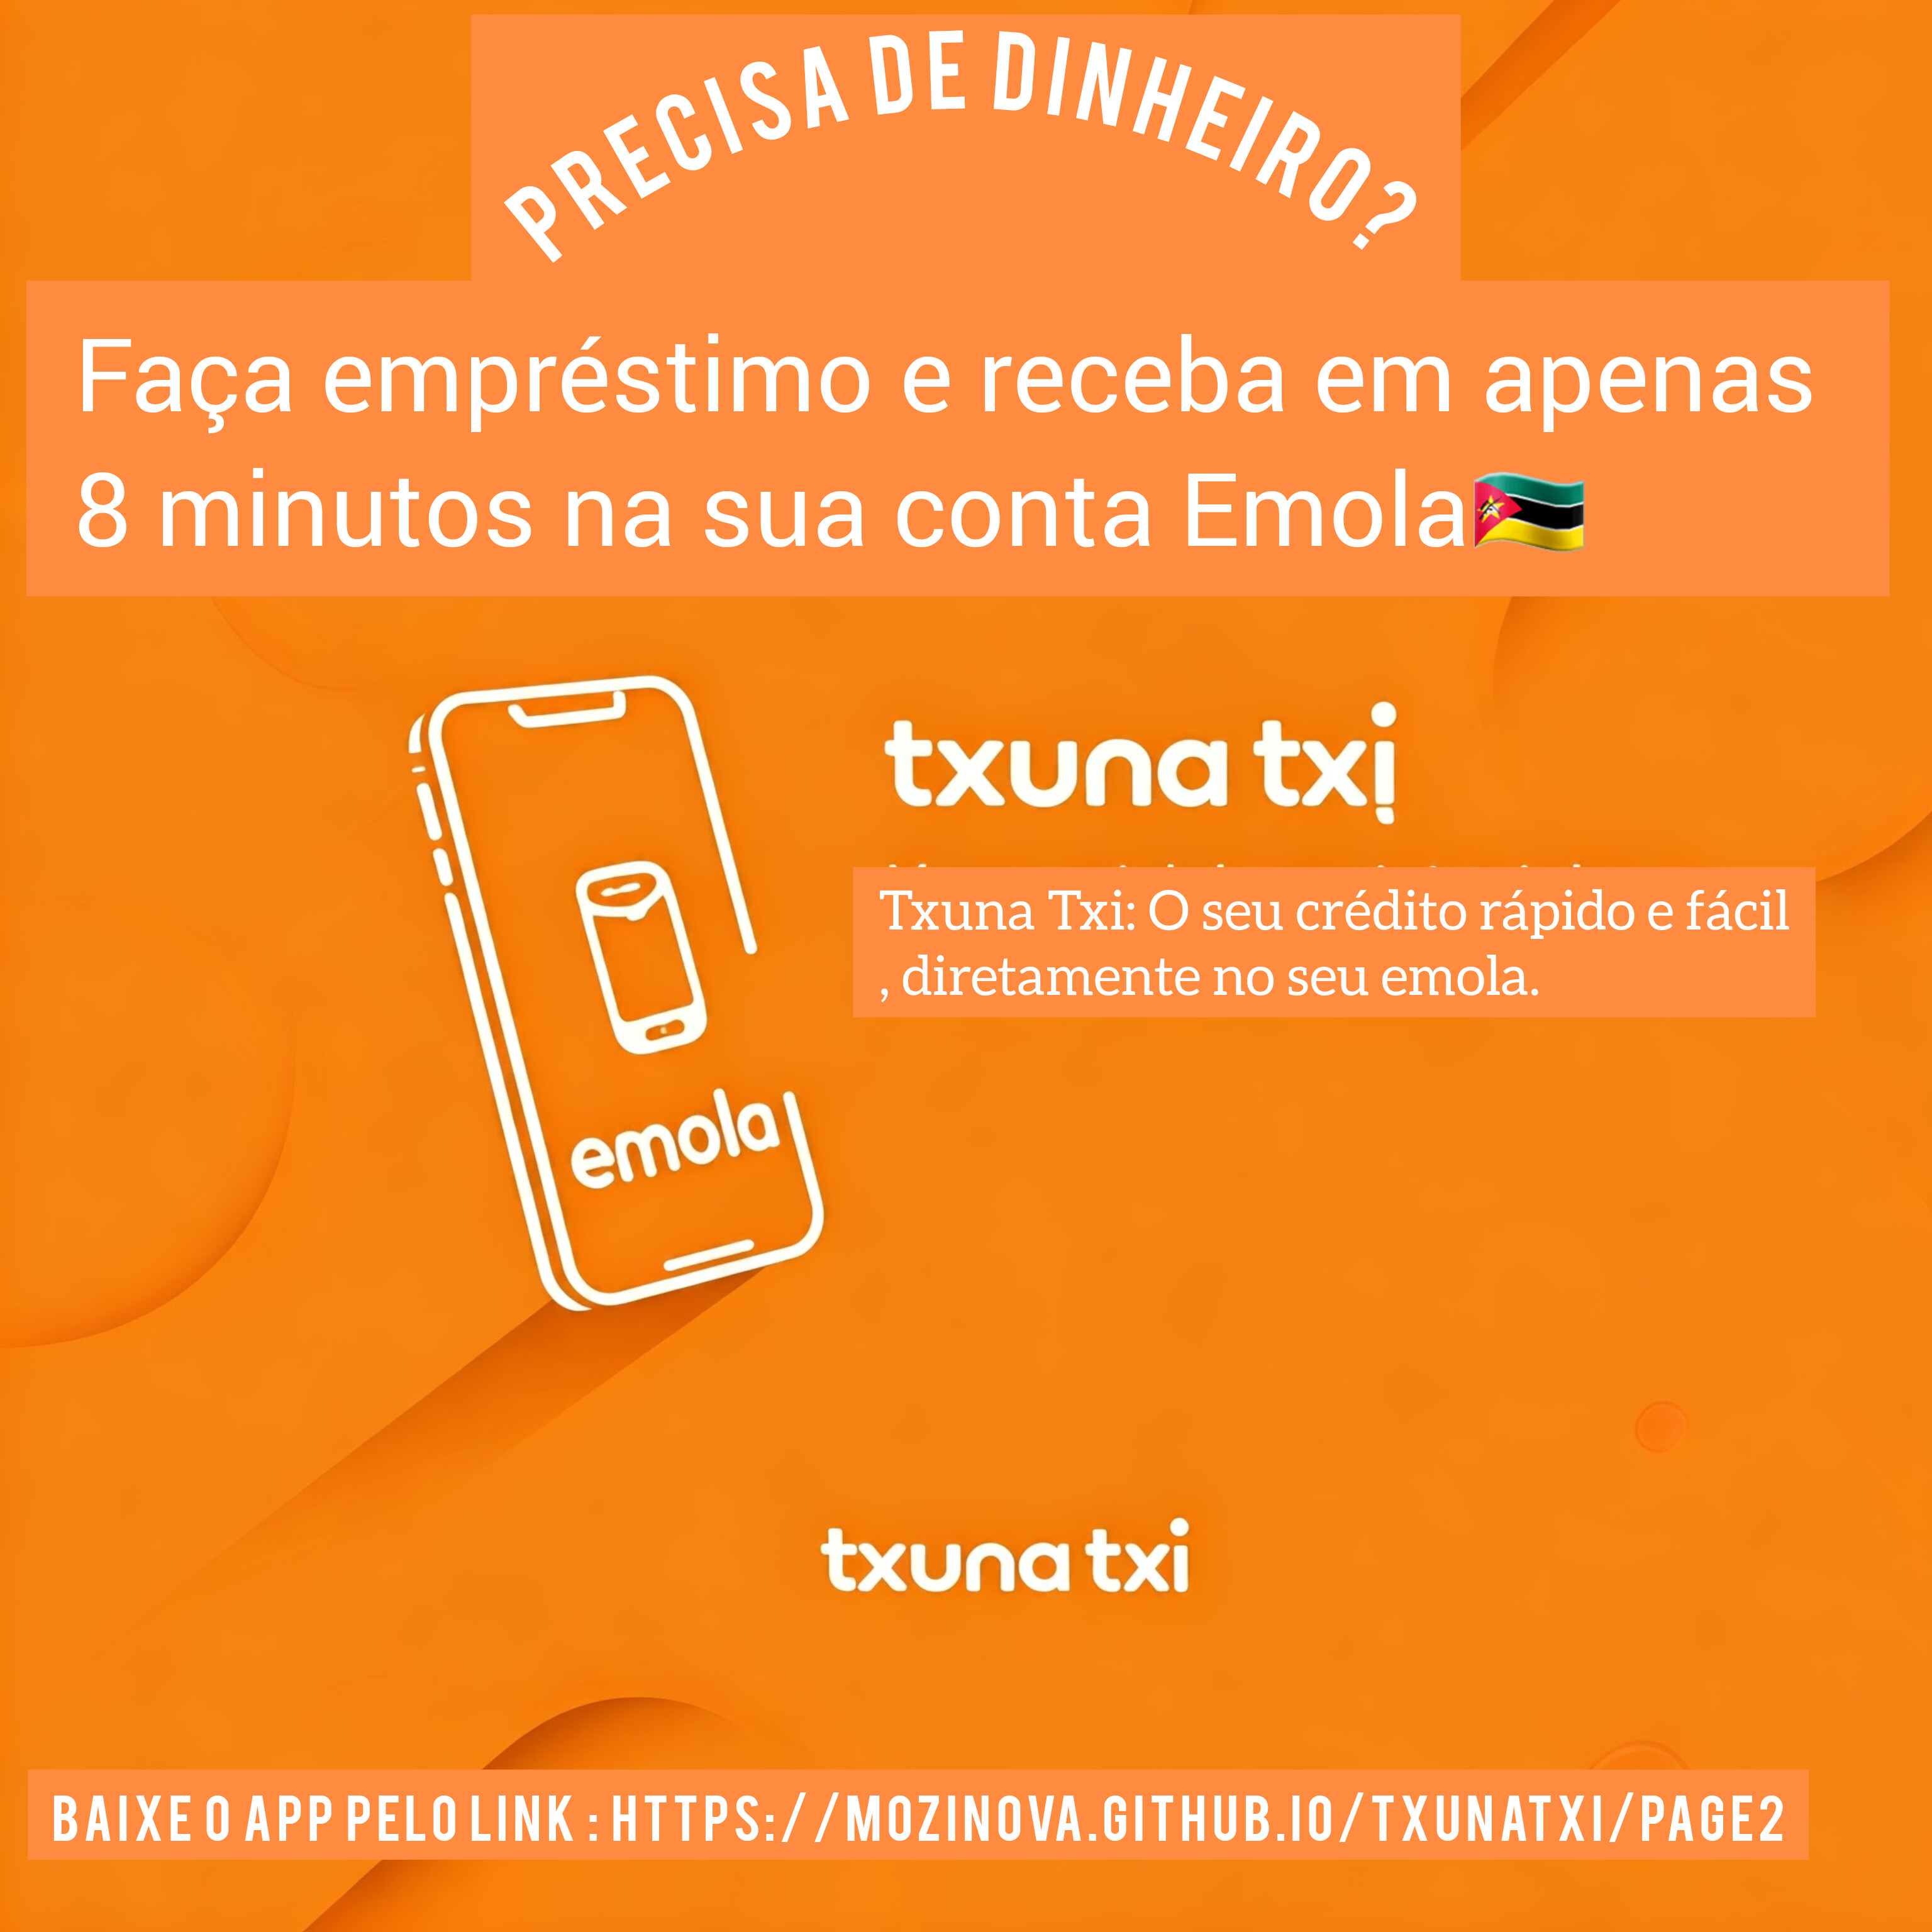 PRECISA DE DINHEIRO?
Faça empréstimo e receba em apenas
8 minutos na sua conta Emola🇲🇿
txuna txi
Txuna Txi: O seu crédito rápido e fácil
, diretamente no seu emola.
emola
txuna txi
BAIXE O APP PELO LINK : HTTPS://MOZINOVA.GITHUB.IO/TXUNATXI/PAGE2